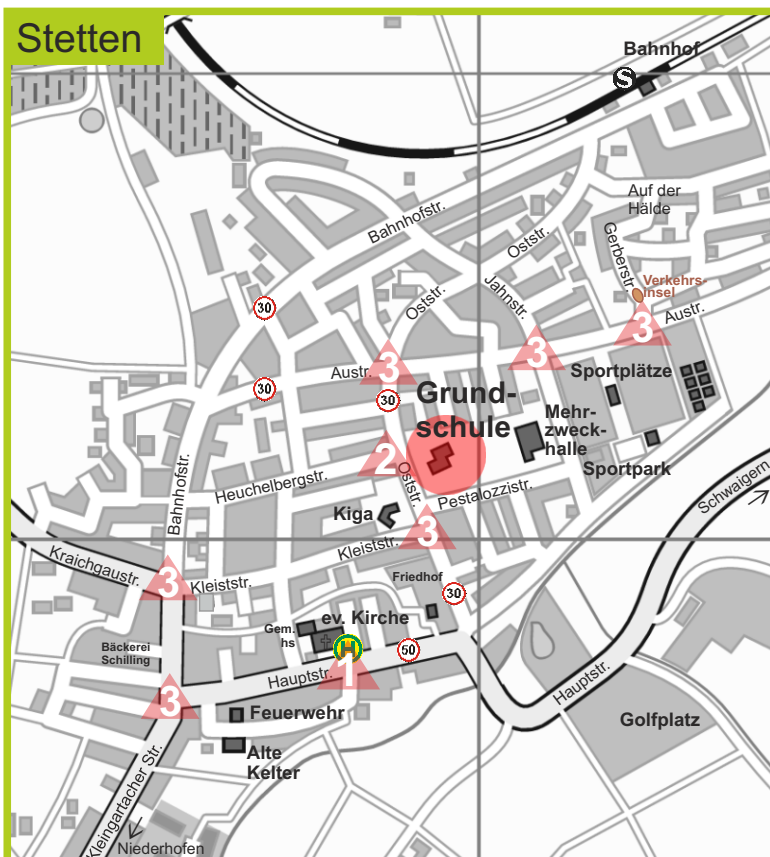 Stetten
Bahnhof
S
Auf der
Hälde
Bahnhofstr.
Oststr.
Gerberstr.
Verkehrs-
insel
Jahnstr.
Oststr.
30
Austr.
3
3
3
Austr.
30
30
Grund-
schule
Sportplätze
Mehr-
zweck-
halle
Sportpark
2
Oststr.
Heuchelbergstr.
Pestalozzistr.
Bahnhofstr.
Schwaigern
Kiga
3
Kleiststr.
Kraichgaustr.
3
Kleiststr.
Friedhof
30
ev. Kirche
Gem.
hs
H
50
Bäckerei
Schilling
1
Hauptstr.
3
Hauptstr.
Feuerwehr
Golfplatz
Alte
Kelter
Kleingartacher Str.
Niederhofen